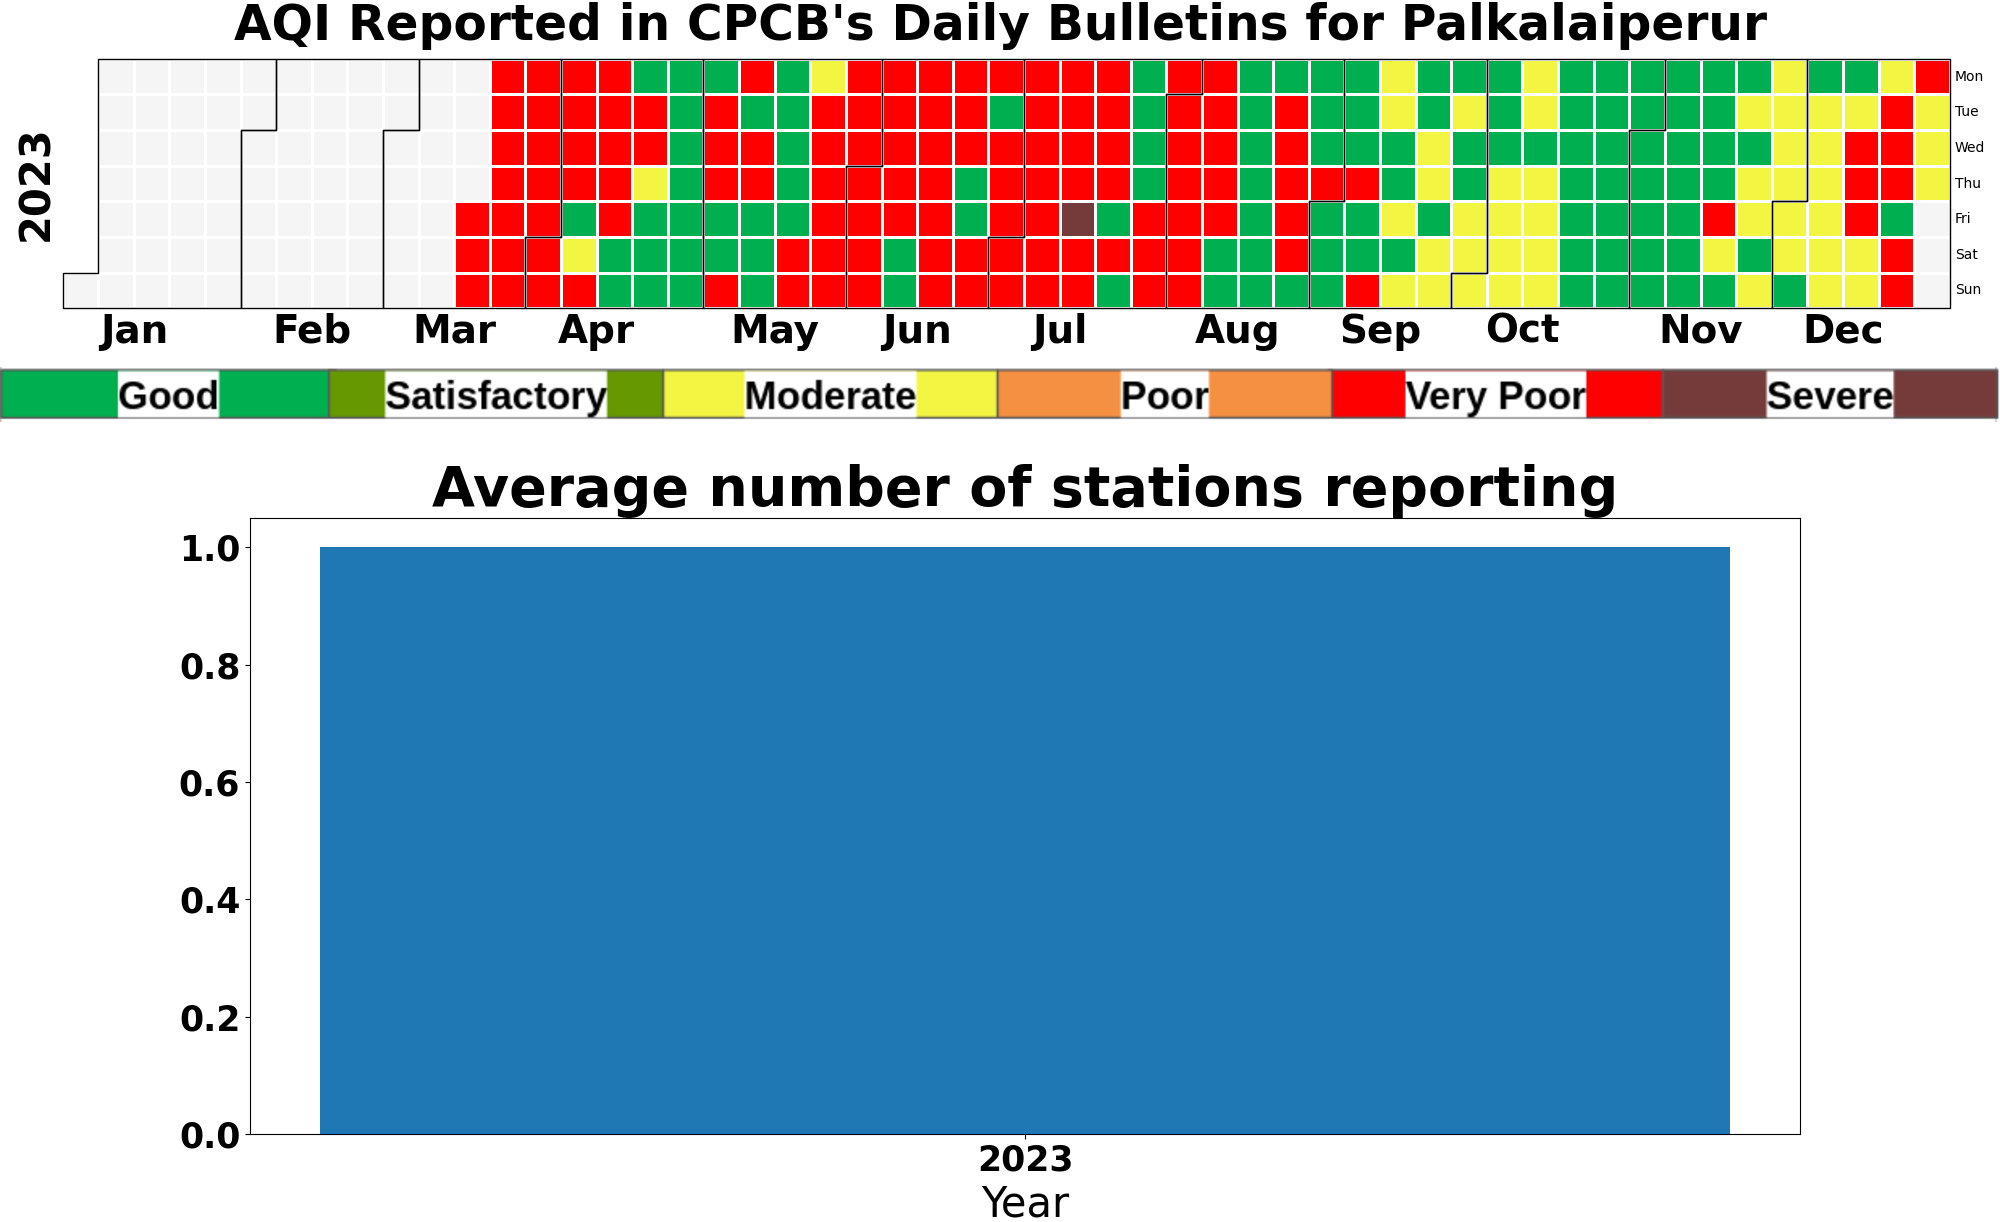 AQI Reported in CPCB's Daily Bulletins for Palkalaiperur
2023
Mon
Tue
Wed
Thu
Fri
Sat
Sun
Jan Feb Mar Apr May Jun Jul Aug Sep Oct Nov Dec
Good Satisfactory Moderate Poor Very Poor Severe
Average number of stations reporting
1.0
0.8
0.6
0.4
0.2
0.0
2023
Year